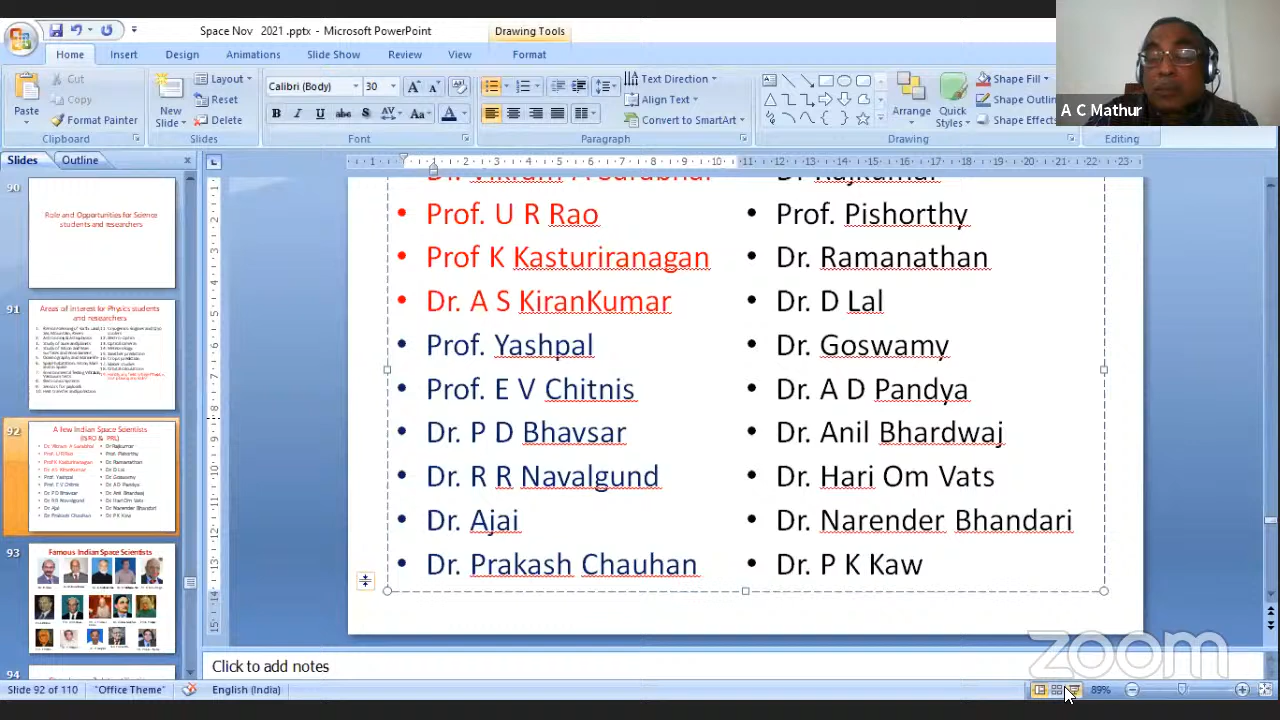 Space Nov 2021 .pptx - Microsoft PowerPoint
Drawing Tools
Home
Insert
Design
Animations
Slide Show
Review
View
Format
Paste
Cut
Copy
Format Painter
Clipboard
New Slide
Layout
Reset
Delete
Slides
Calibri (Body)
30
Font
Text Direction
Align Text
Convert to SmartArt
Paragraph
Arrange
Quick Styles
Shape Fill
Shape Outline
Shape Effects
Drawing
Editing
A C Mathur
Slides
Outline
90
Role and Opportunities for Science
students and researchers
91
Areas of interest for Physics students
and researchers
92
A few Indian Space Scientists
(ISRO & PRL)
93
Famous Indian Space Scientists
94
Dr. Vikram A Sarabhai
Prof. U R Rao
Prof K Kasturiranagan
Dr. A S KiranKumar
Prof. Yashpal
Prof. E V Chitnis
Dr. P D Bhavsar
Dr. R R Navalgund
Dr. Ajai
Dr. Prakash Chauhan
Dr Rajkumar
Prof. Pishorthy
Dr. Ramanathan
Dr. D Lal
Dr. Goswamy
Dr. A D Pandya
Dr. Anil Bhardwaj
Dr. Hari Om Vats
Dr. Narender Bhandari
Dr. P K Kaw
Click to add notes
zoom
Slide 92 of 110
"Office Theme"
English (India)
89%